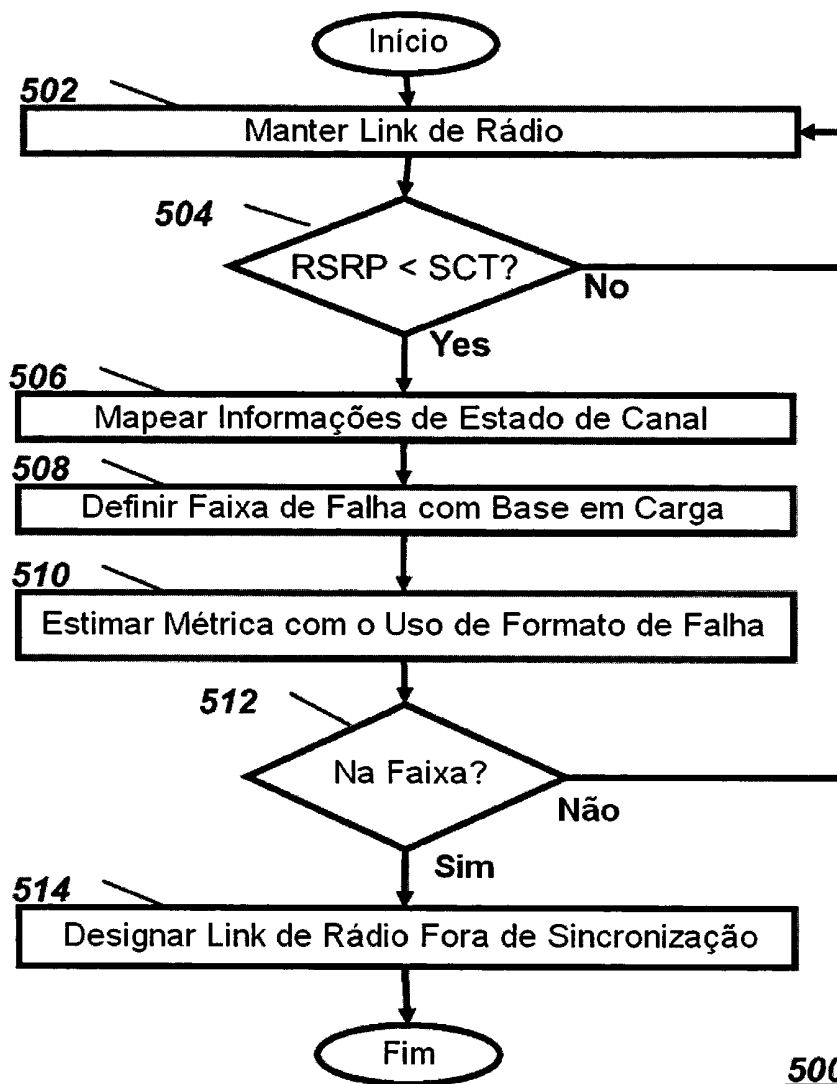 Início
502
Manter Link de Rádio
504
RSRP < SCT?
No
Yes
506
Mapear Informações de Estado de Canal
508
Definir Faixa de Falha com Base em Carga
510
Estimar Métrica com o Uso de Formato de Falha
512
Na Faixa?
Não
Sim
514
Designar Link de Rádio Fora de Sincronização
Fim
500